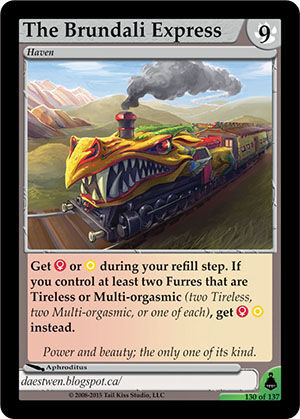 The Brundali Express 9
Haven
Get or during your refill step. If
you control at least two Furres that are
Tireless or Multi-orgasmic (two Tireless,
two Multi-orgasmic, or one of each), get
instead.
Power and beauty; the only one of its kind.
Aphroditus
daestwen.blogspot.ca/
© 2008-2015 Tail Kiss Studio, LLC
130 of 137